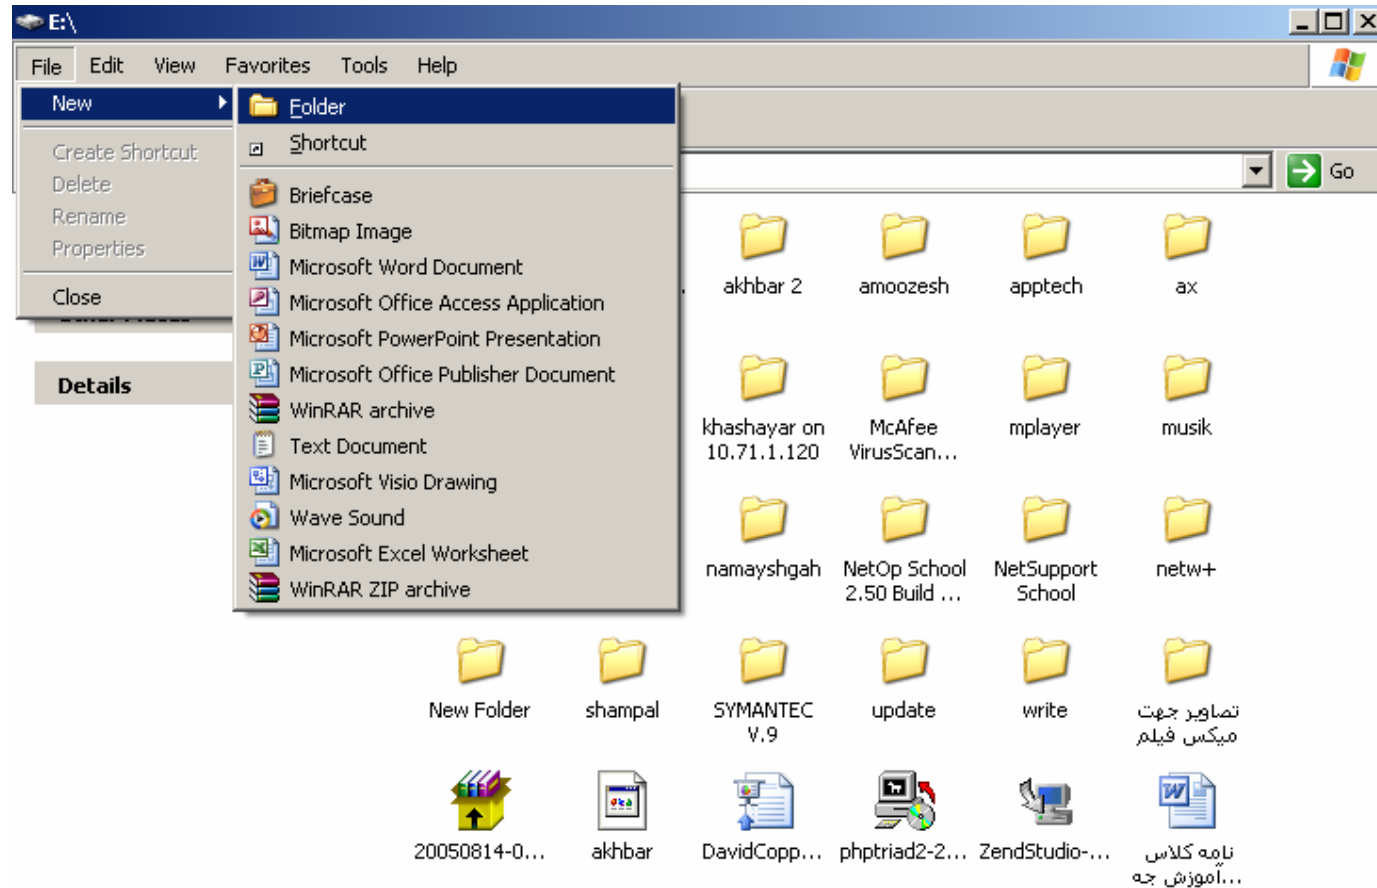 E:\
File Edit View Favorites Tools Help
New
Create Shortcut
Delete
Rename
Properties
Close
Folder
Shortcut
Briefcase
Bitmap Image
Microsoft Word Document
Microsoft Office Access Application
Microsoft PowerPoint Presentation
Microsoft Office Publisher Document
WinRAR archive
Text Document
Microsoft Visio Drawing
Wave Sound
Microsoft Excel Worksheet
WinRAR ZIP archive
Go
Details
akhbar 2 amoozesh apptech ax
khashayar on McAfee mplayer musik
10.71.1.120 VirusScan...
namayshgah NetOp School NetSupport netw+
2.50 Build ... School
New Folder shampal SYMANTEC update write تصاویر جهت
V.9 میکس فیلم
20050814-0... akhbar DavidCopp... phptriad2-2... ZendStudio-... نامه کلاس
آموزش جه...